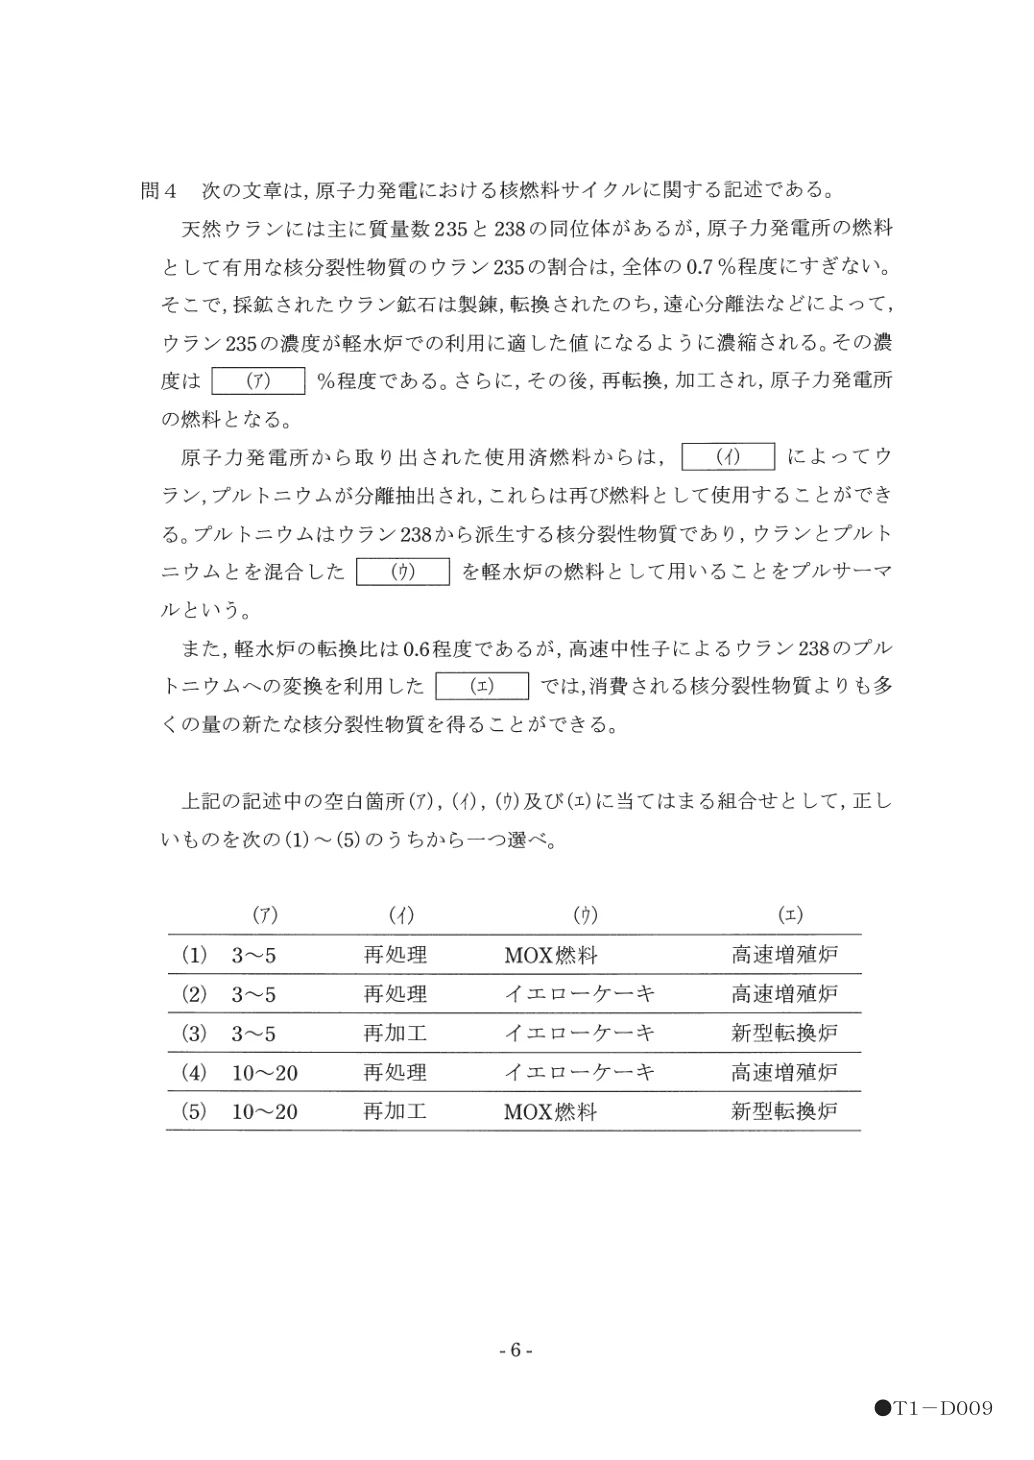 問4　次の文章は，原子力発電における核燃料サイクルに関する記述である。
天然ウランには主に質量数235と238の同位体があるが，原子力発電所の燃料
として有用な核分裂性物質のウラン235の割合は，全体の0.7％程度にすぎない。
そこで，採鉱されたウラン鉱石は製錬，転換されたのち，遠心分離法などによって，
ウラン235の濃度が軽水炉での利用に適した値になるように濃縮される。その濃
度は (ア) ％程度である。さらに，その後，再転換，加工され，原子力発電所
の燃料となる。
原子力発電所から取り出された使用済燃料からは， (イ) によってウ
ラン，プルトニウムが分離抽出され，これらは再び燃料として使用することができ
る。プルトニウムはウラン238から派生する核分裂性物質であり，ウランとプルト
ニウムとを混合した (ウ) を軽水炉の燃料として用いることをプルサーマ
ルという。
また，軽水炉の転換比は0.6程度であるが，高速中性子によるウラン238のプル
トニウムへの変換を利用した (エ) では，消費される核分裂性物質よりも多
くの量の新たな核分裂性物質を得ることができる。
上記の記述中の空白箇所(ア)，(イ)，(ウ)及び(エ)に当てはまる組合せとして，正し
いものを次の(1)～(5)のうちから一つ選べ。
(ア) (イ) (ウ) (エ)
(1) 3～5 再処理 MOX燃料 高速増殖炉
(2) 3～5 再処理 イエローケーキ 高速増殖炉
(3) 3～5 再加工 イエローケーキ 新型転換炉
(4) 10～20 再処理 イエローケーキ 高速増殖炉
(5) 10～20 再加工 MOX燃料 新型転換炉
- 6 -
●T1－D009